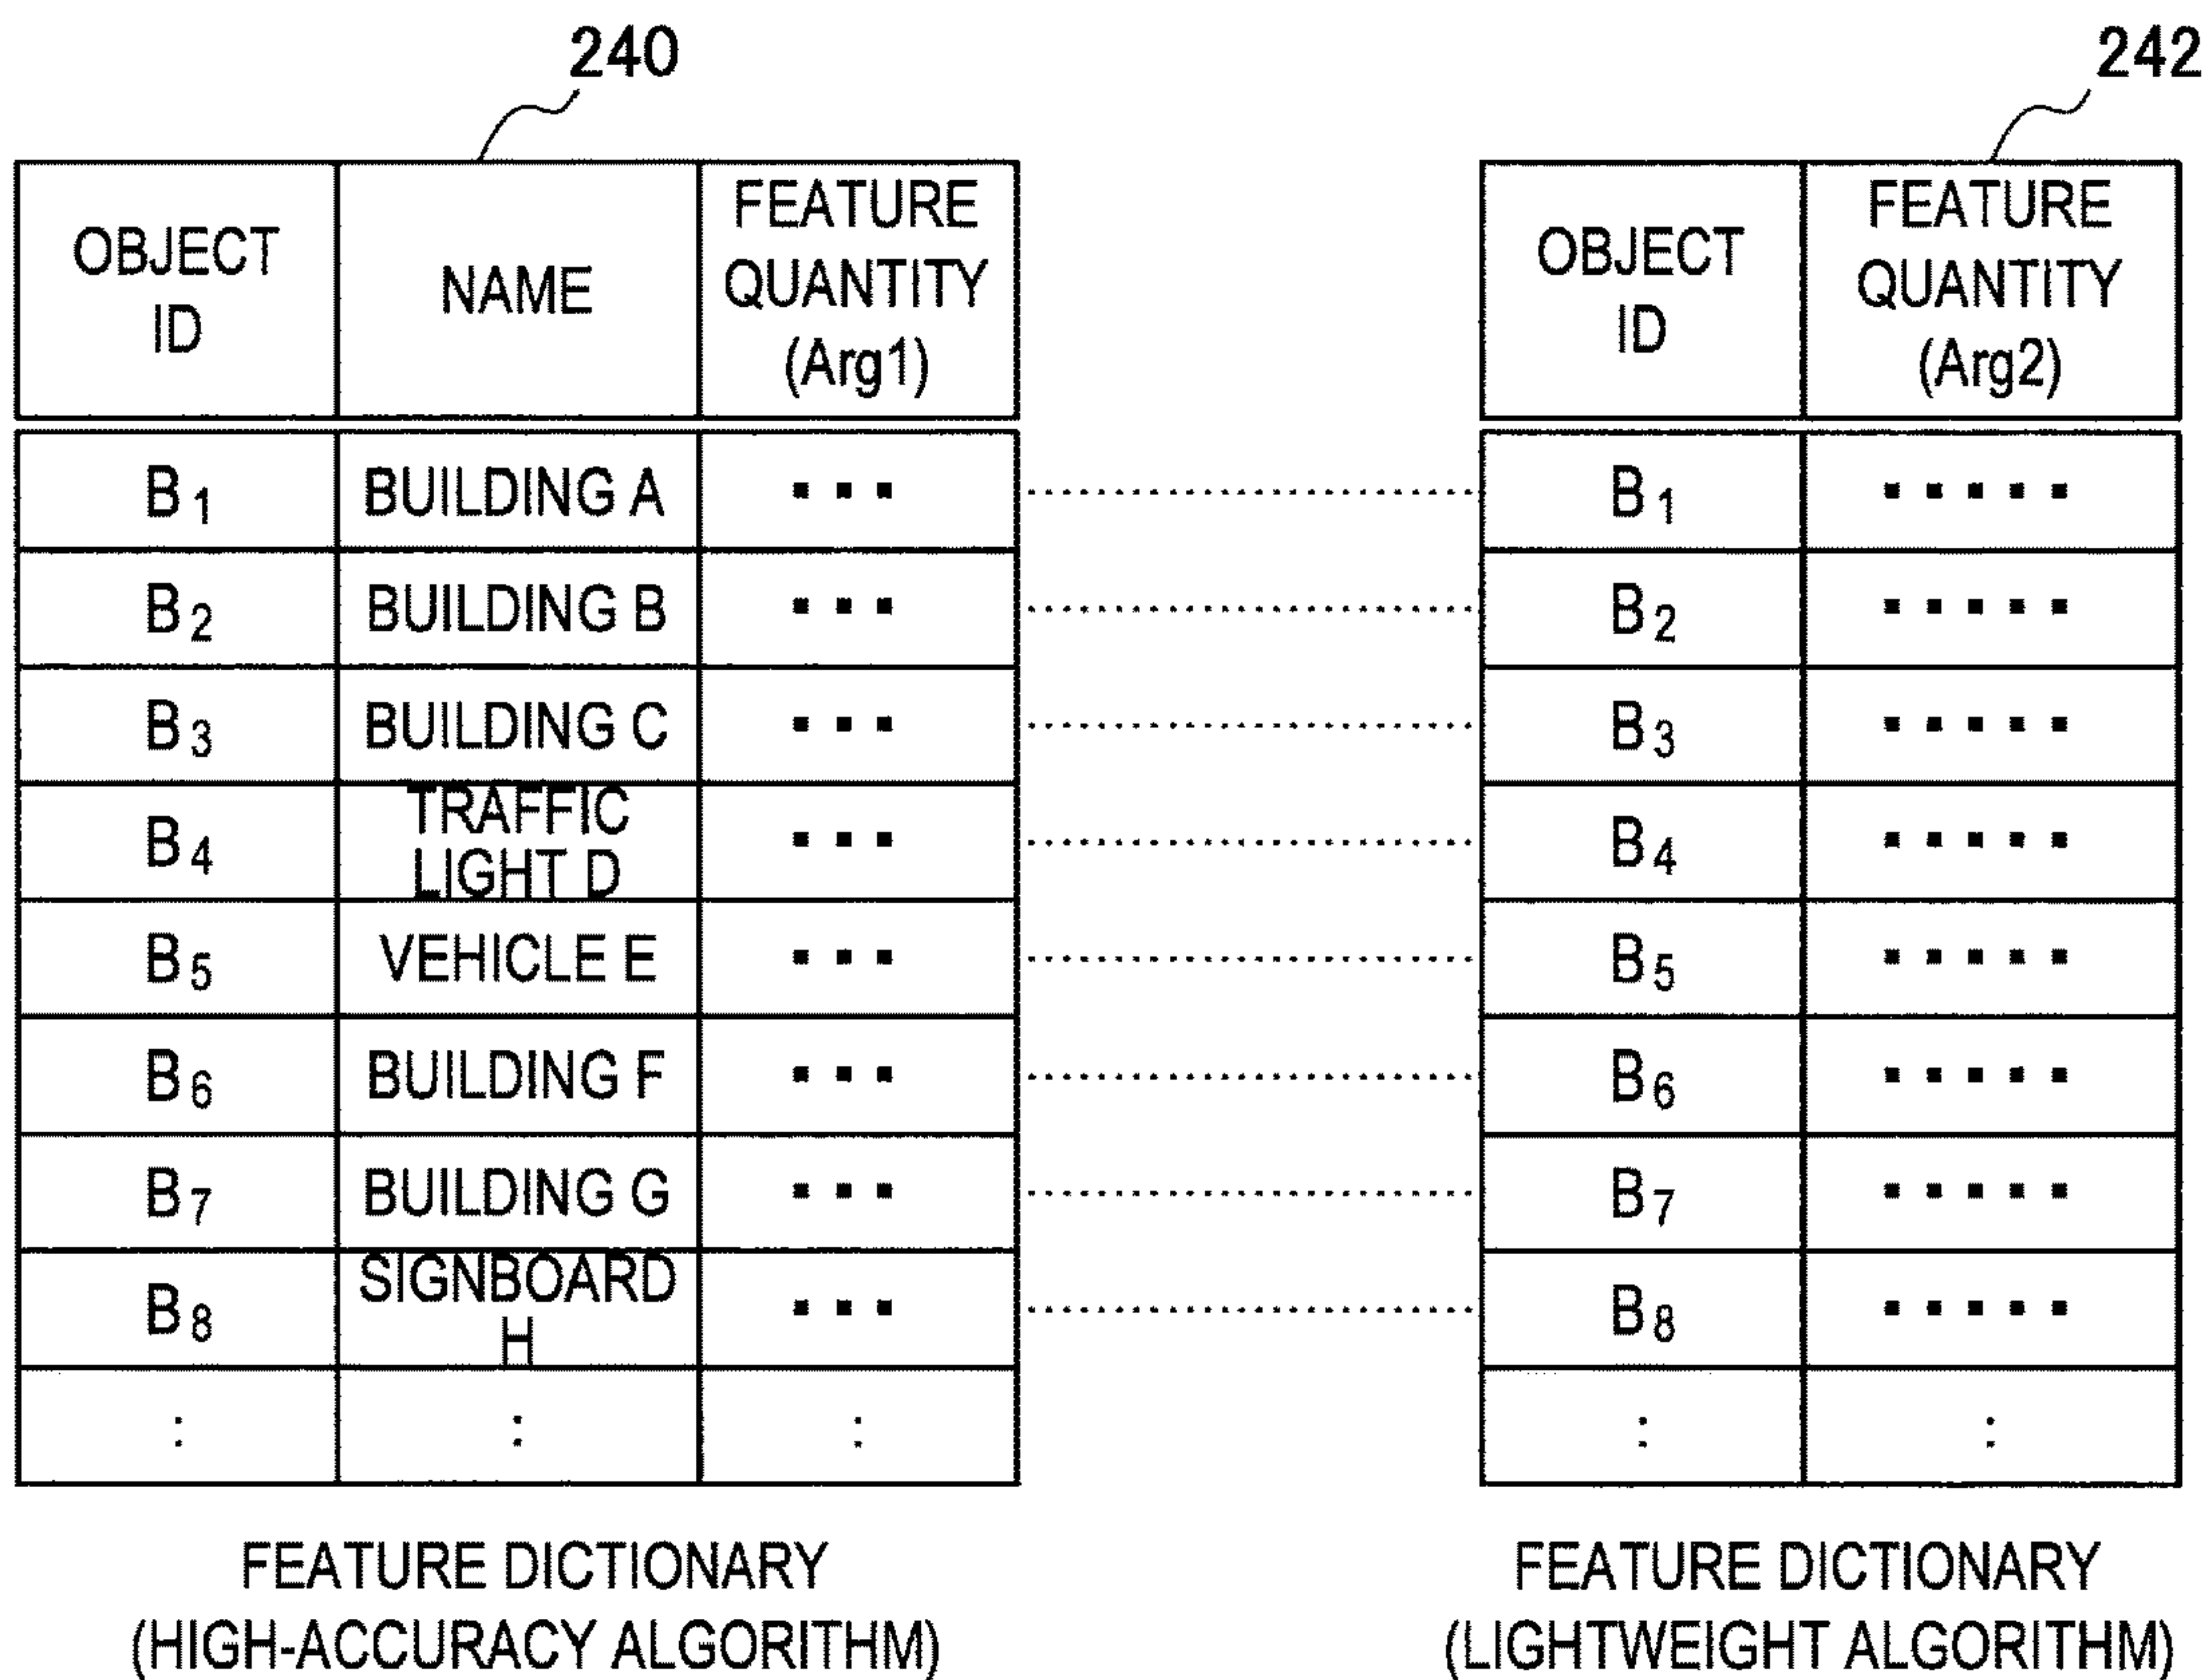 240
242
OBJECT ID
NAME
FEATURE QUANTITY (Arg1)
OBJECT ID
FEATURE QUANTITY (Arg2)
B1 BUILDING A ▪ ▪ ▪ B1 ▪ ▪ ▪ ▪ ▪
B2 BUILDING B ▪ ▪ ▪ B2 ▪ ▪ ▪ ▪ ▪
B3 BUILDING C ▪ ▪ ▪ B3 ▪ ▪ ▪ ▪ ▪
B4 TRAFFIC LIGHT D ▪ ▪ ▪ B4 ▪ ▪ ▪ ▪ ▪
B5 VEHICLE E ▪ ▪ ▪ B5 ▪ ▪ ▪ ▪ ▪
B6 BUILDING F ▪ ▪ ▪ B6 ▪ ▪ ▪ ▪ ▪
B7 BUILDING G ▪ ▪ ▪ B7 ▪ ▪ ▪ ▪ ▪
B8 SIGNBOARD H ▪ ▪ ▪ B8 ▪ ▪ ▪ ▪ ▪
: : : : :
FEATURE DICTIONARY
(HIGH-ACCURACY ALGORITHM)
FEATURE DICTIONARY
(LIGHTWEIGHT ALGORITHM)